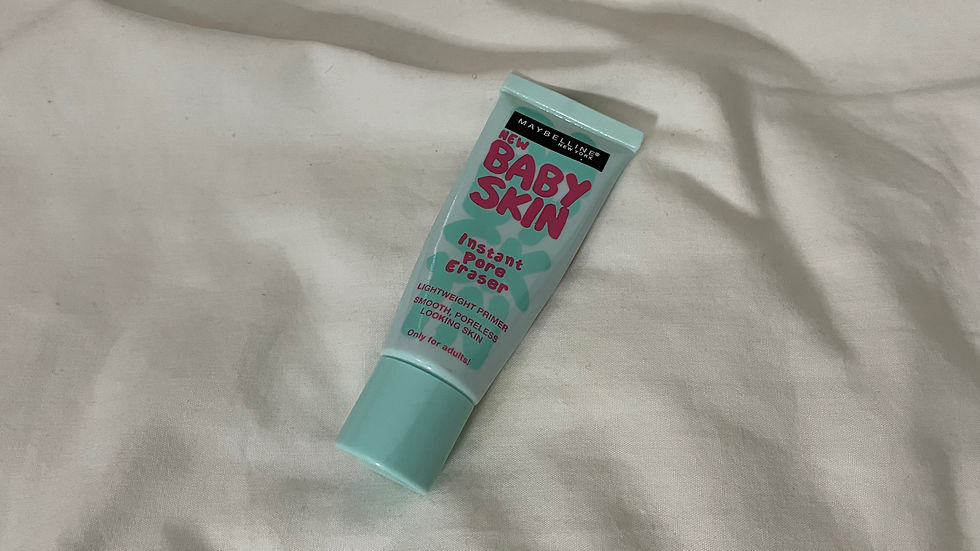 MAYBELLINE®
NEW YORK
NEW
BABY
SKIN
Instant
Pore
Eraser
LIGHTWEIGHT PRIMER
SMOOTH, PORELESS
LOOKING SKIN
Only for adults!